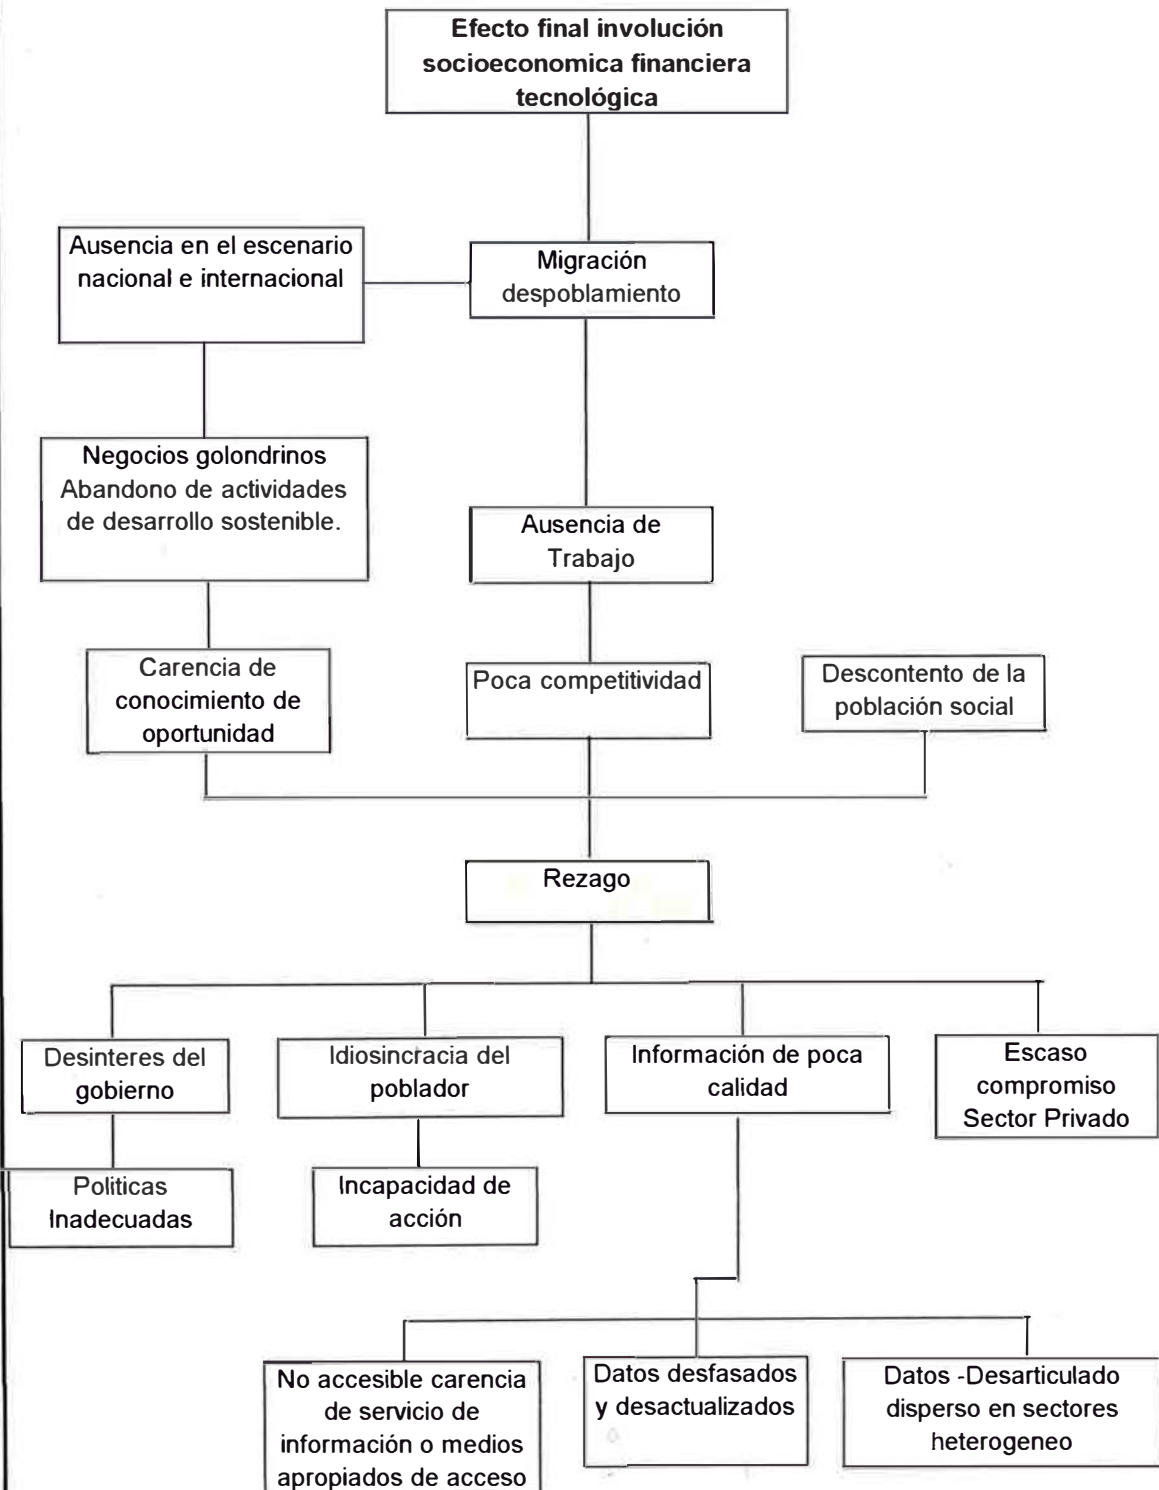 Efecto final involución
socioeconomica financiera
tecnológica
Ausencia en el escenario
nacional e internacional
Migración
despoblamiento
Negocios golondrinos
Abandono de actividades
de desarrollo sostenible.
Ausencia de
Trabajo
Carencia de
conocimiento de
oportunidad
Poca competitividad
Descontento de la
población social
Rezago
Desinteres del
gobierno
Idiosincracia del
poblador
Información de poca
calidad
Escaso
compromiso
Sector Privado
Politicas
Inadecuadas
Incapacidad de
acción
No accesible carencia
de servicio de
información o medios
apropiados de acceso
Datos desfasados
y desactualizados
Datos -Desarticulado
disperso en sectores
heterogeneo